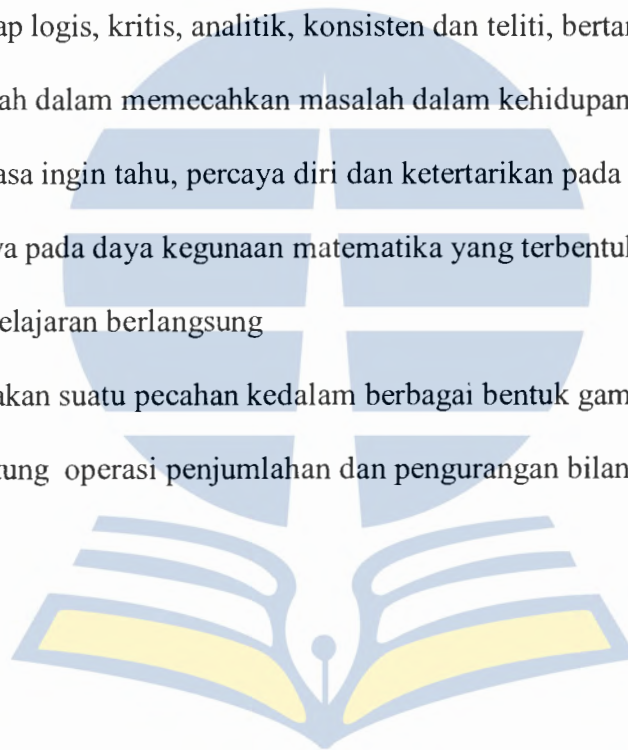 ap logis, kritis, analitik, konsisten dan teliti, bertan
ah dalam memecahkan masalah dalam kehidupan
asa ingin tahu, percaya diri dan ketertarikan pada
va pada daya kegunaan matematika yang terbentuk
elajaran berlangsung
akan suatu pecahan kedalam berbagai bentuk gam
tung operasi penjumlahan dan pengurangan bilan